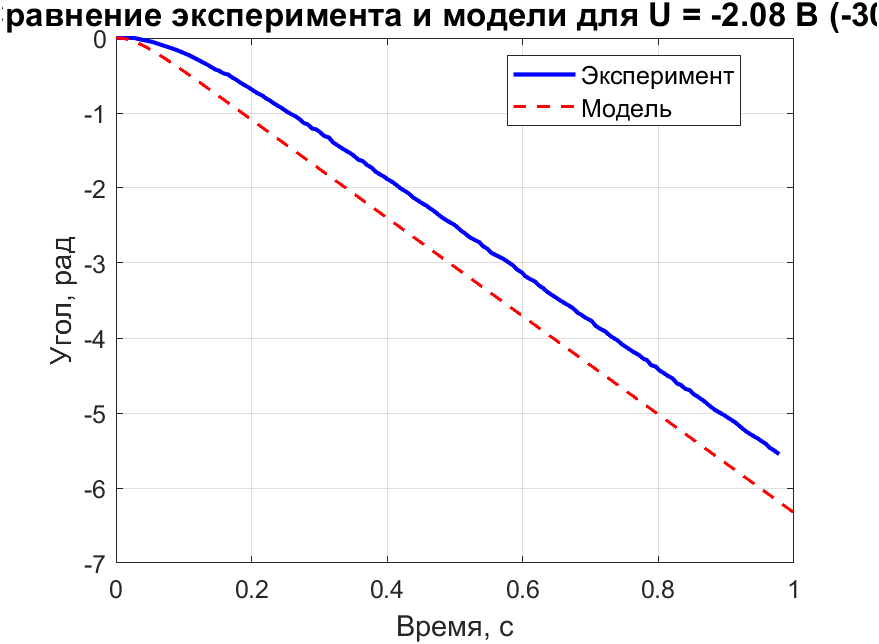 равнение эксперимента и модели для U = -2.08 В (-30
0
-1
-2
-3
-4
-5
-6
-7
Угол, рад
Эксперимент
Модель
0 0.2 0.4 0.6 0.8 1
Время, с